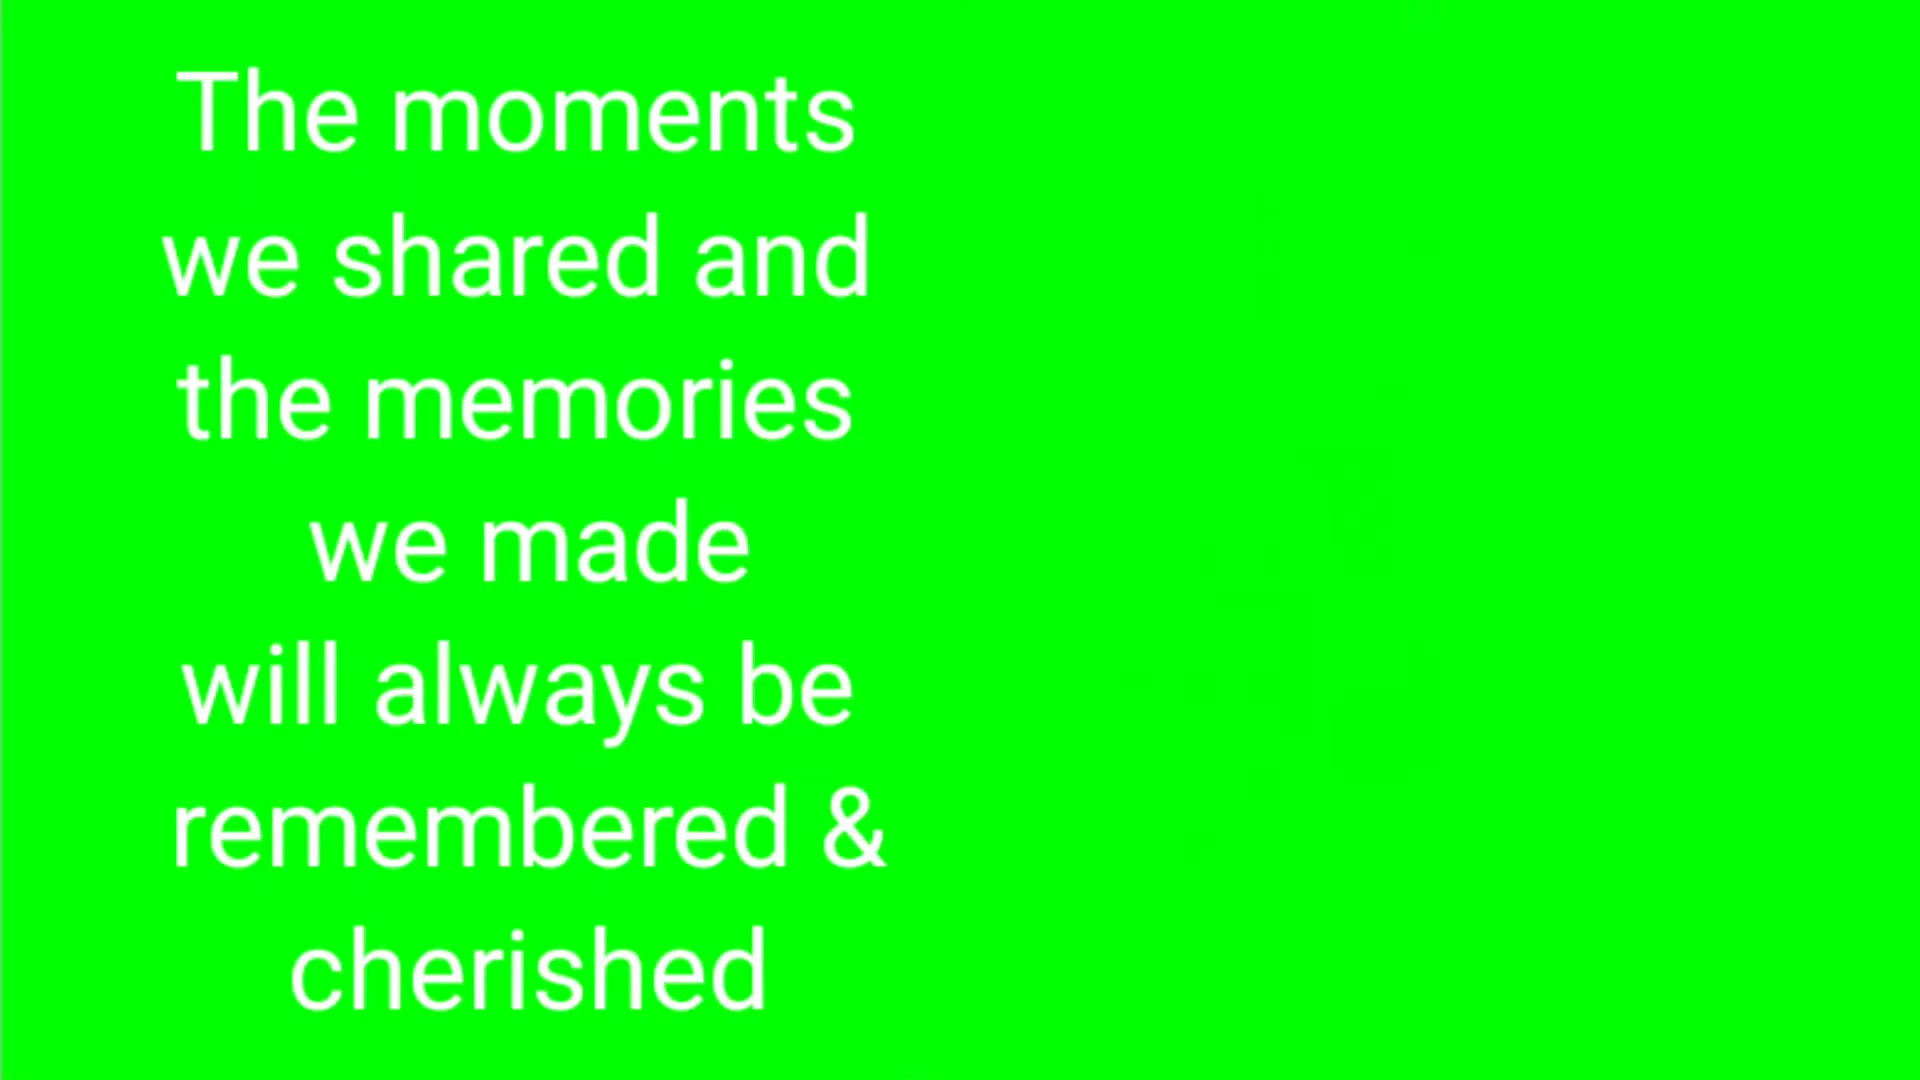 The moments
we shared and
the memories
we made
will always be
remembered &
cherished